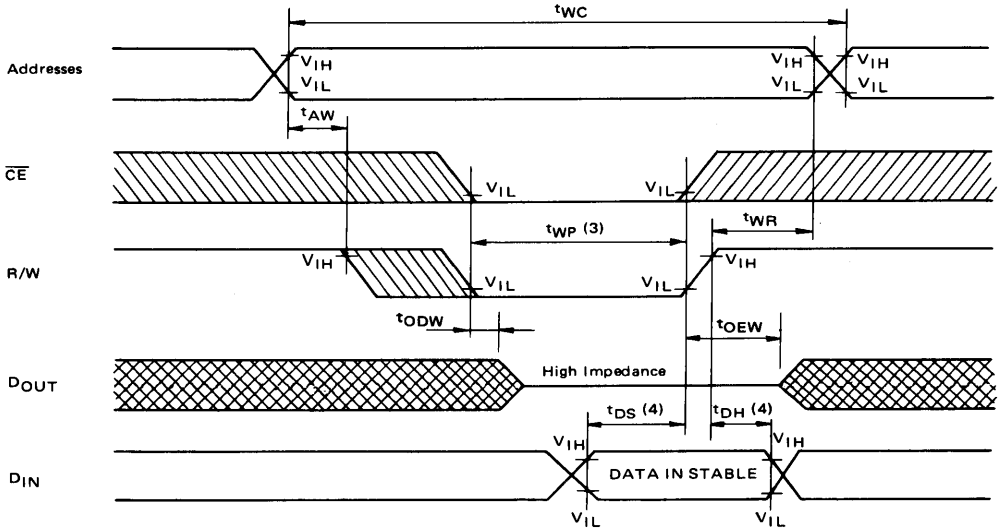 tWC
Addresses
VIH VIH VIH
VIL VIL VIL
tAW
CE
VIL VIL
tWP (3) tWR
R/W
VIH VIH
VIL VIL
tODW tOEW
DOUT
High Impedance
tDS (4) tDH (4)
VIH VIH
DIN
DATA IN STABLE
VIL VIL